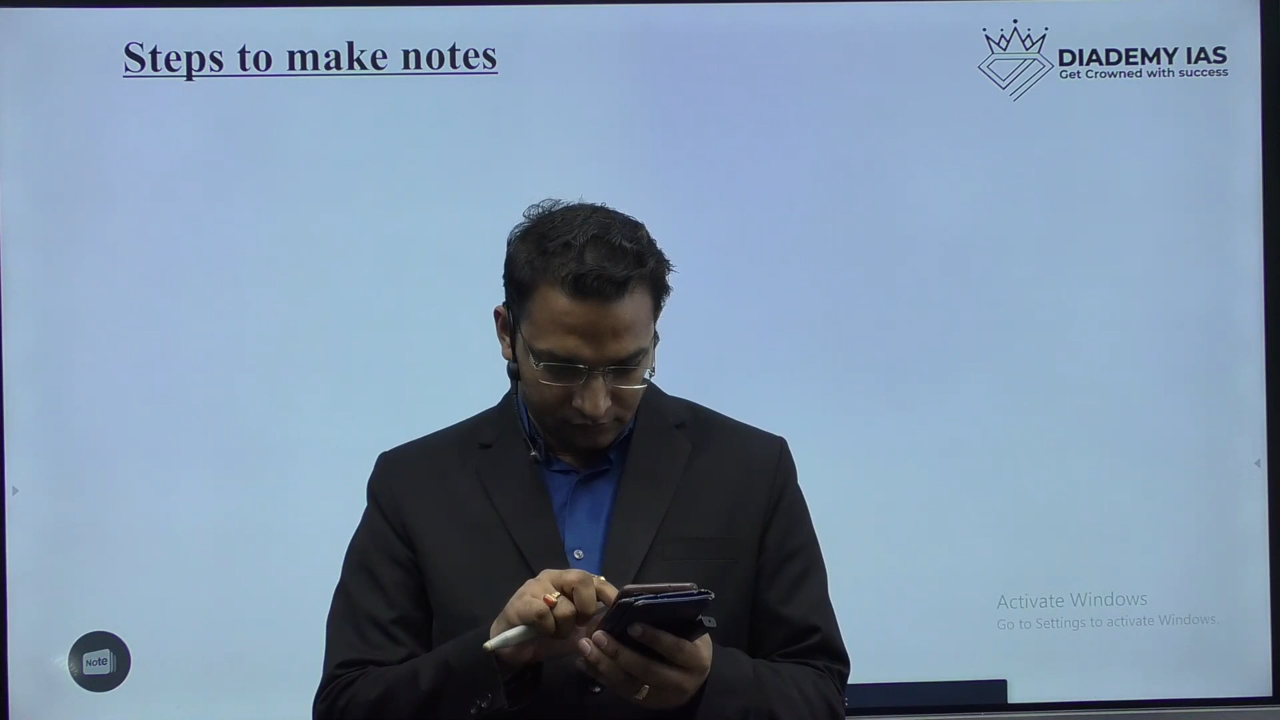 Steps to make notes
DIADEMY IAS
Get Crowned with success
Activate Windows
Go to Settings to activate Windows.
Note